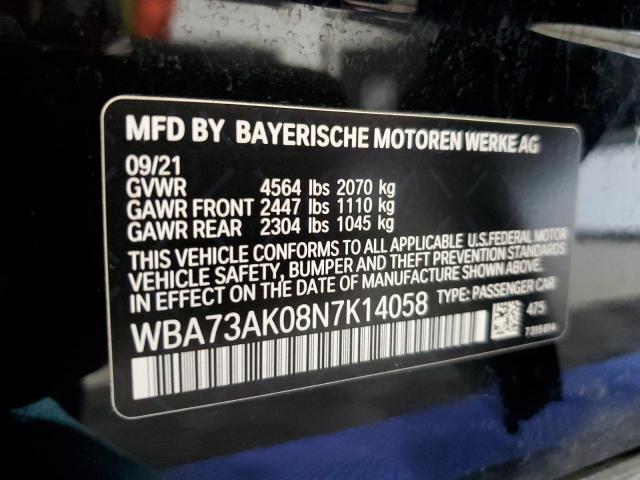 MFD BY BAYERISCHE MOTOREN WERKE AG
09/21
GVWR 4564 lbs 2070 kg
GAWR FRONT 2447 lbs 1110 kg
GAWR REAR 2304 lbs 1045 kg
THIS VEHICLE CONFORMS TO ALL APPLICABLE U.S.FEDERAL MOTOR
VEHICLE SAFETY, BUMPER AND THEFT PREVENTION STANDARDS
IN EFFECT ON THE DATE OF MANUFACTURE SHOWN ABOVE.
WBA73AK08N7K14058 TYPE: PASSENGER CAR
475
7315614